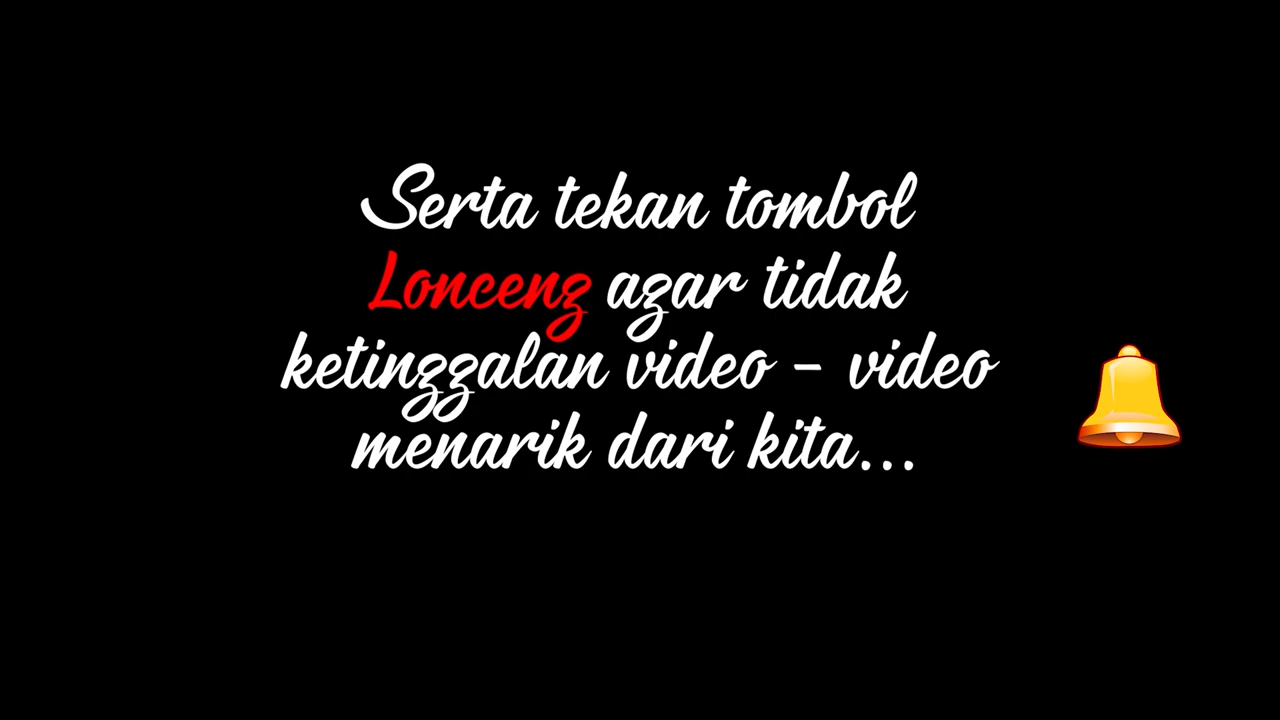 Serta tekan tombol
Lonceng agar tidak
ketinggalan video - video
menarik dari kita...